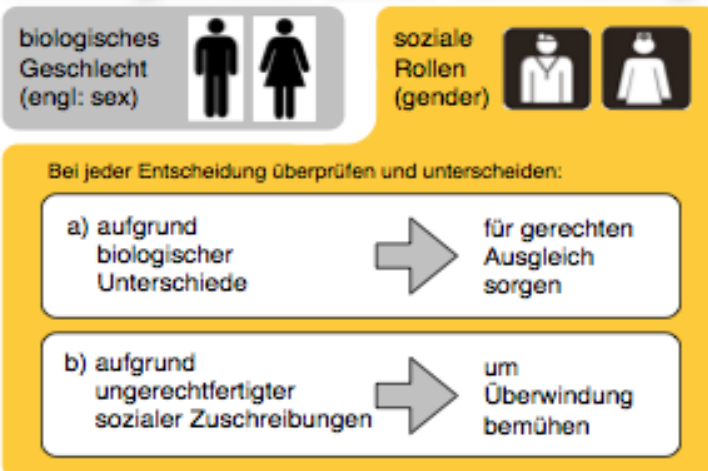 biologisches
Geschlecht
(engl: sex)
soziale
Rollen
(gender)
Bei jeder Entscheidung überprüfen und unterscheiden:
a) aufgrund
biologischer
Unterschiede
für gerechten
Ausgleich
sorgen
b) aufgrund
ungerechtfertigter
sozialer Zuschreibungen
um
Überwindung
bemühen